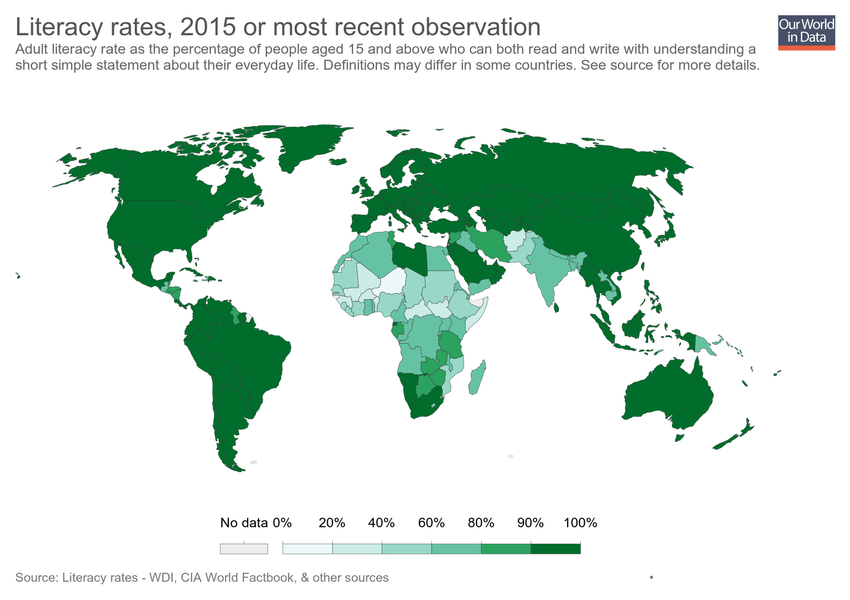 Literacy rates, 2015 or most recent observation
Our World
in Data
Adult literacy rate as the percentage of people aged 15 and above who can both read and write with understanding a
short simple statement about their everyday life. Definitions may differ in some countries. See source for more details.
No data 0% 20% 40% 60% 80% 90% 100%
Source: Literacy rates - WDI, CIA World Factbook, & other sources